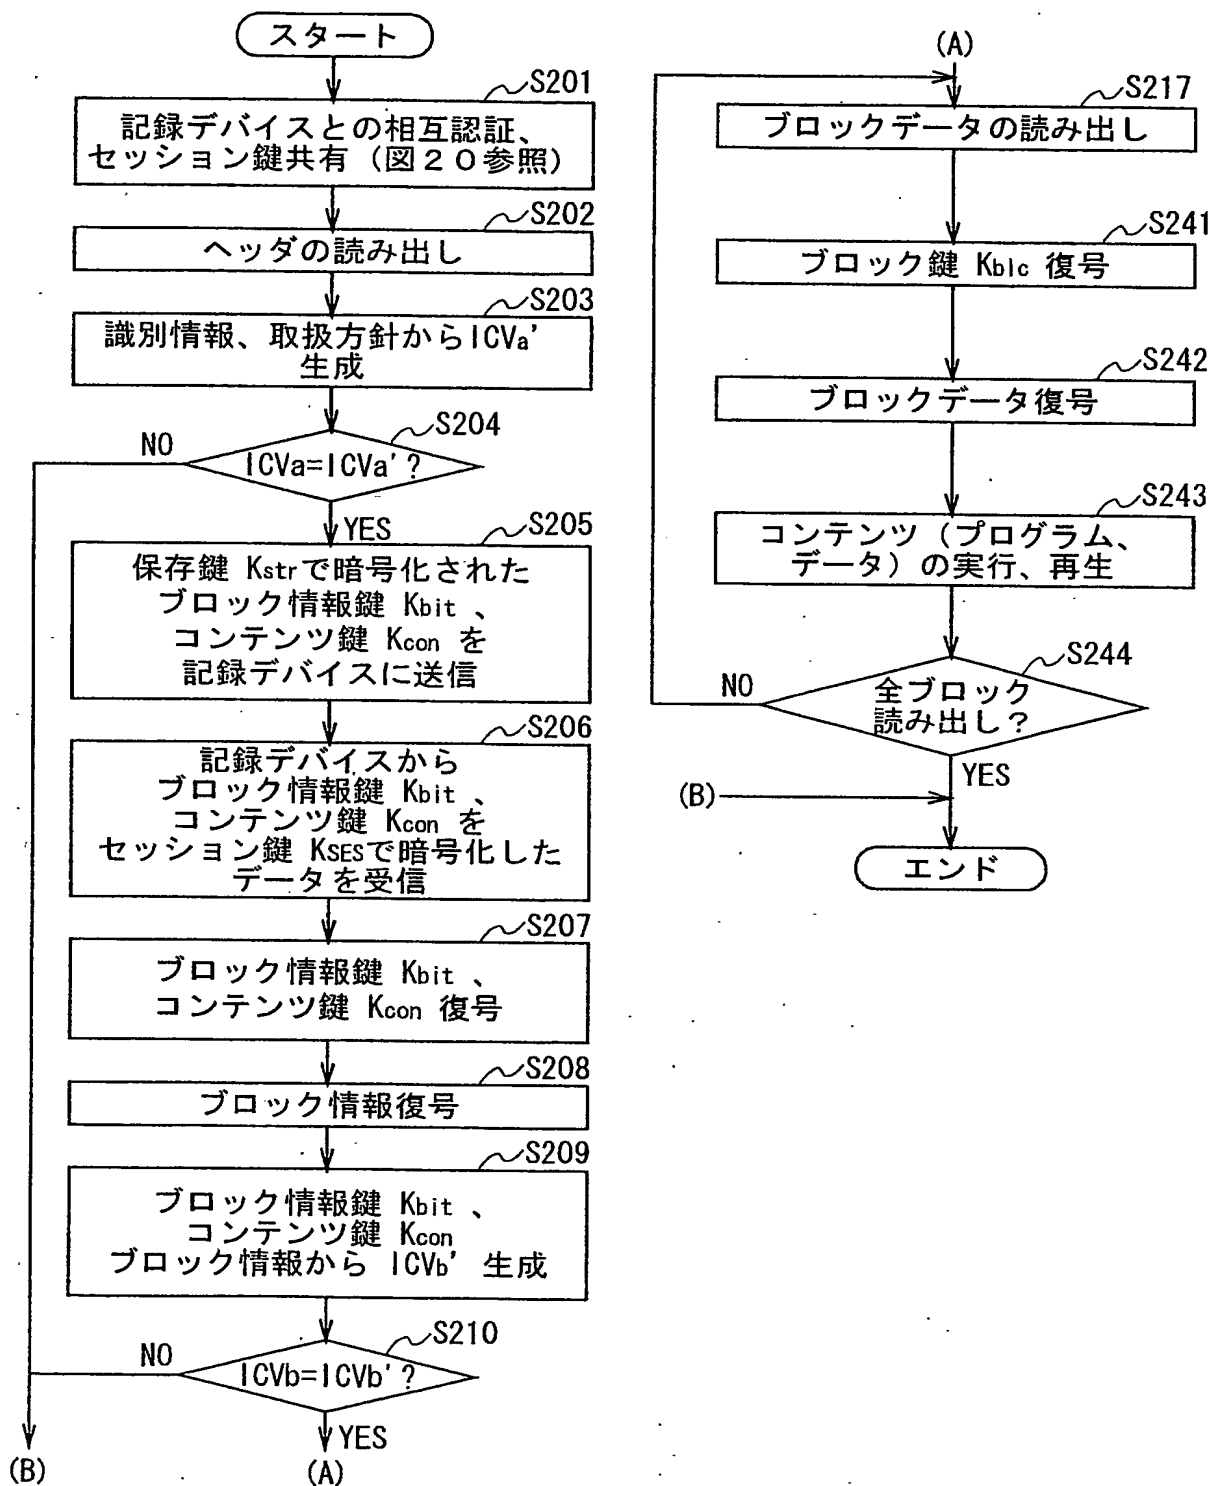 スタート
S201
記録デバイスとの相互認証、
セッション鍵共有（図２０参照）
S202
ヘッダの読み出し
S203
識別情報、取扱方針からICVa'
生成
S204
ICVa=ICVa'？
NO
YES
S205
保存鍵 Kstrで暗号化された
ブロック情報鍵 Kbit 、
コンテンツ鍵 Kcon を
記録デバイスに送信
S206
記録デバイスから
ブロック情報鍵 Kbit 、
コンテンツ鍵 Kcon を
セッション鍵 KSESで暗号化した
データを受信
S207
ブロック情報鍵 Kbit 、
コンテンツ鍵 Kcon 復号
S208
ブロック情報復号
S209
ブロック情報鍵 Kbit 、
コンテンツ鍵 Kcon
ブロック情報から ICVb' 生成
S210
ICVb=ICVb'？
NO
YES
(B)
(A)
(A)
S217
ブロックデータの読み出し
S241
ブロック鍵 Kblc 復号
S242
ブロックデータ復号
S243
コンテンツ（プログラム、
データ）の実行、再生
S244
全ブロック
読み出し？
NO
YES
(B)
エンド